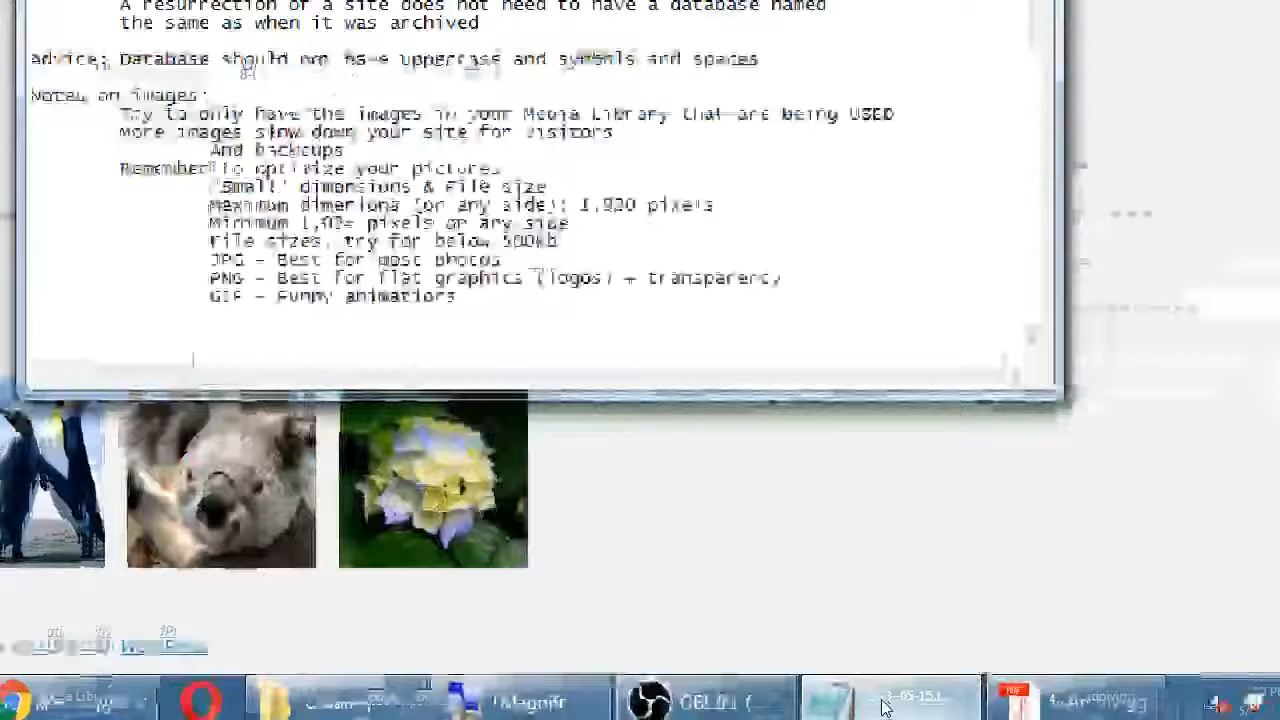 A resurrection of a site does not need to have a database named
the same as when it was archived
advice: Database should not have uppercase and symbols and spaces
Notes on images:
Try to only have the images in your Media Library that are being USED
More images slow down your site for visitors
And backups
Remember to optimize your pictures
'Small' dimensions & File size
Maximum dimensions (on any side): 1,920 pixels
Minimum pixels on any side
File sizes, try for below 500kb
JPG - Best for most photos
PNG - Best for flat graphics (logos) + transparency
GIF - Funny animations